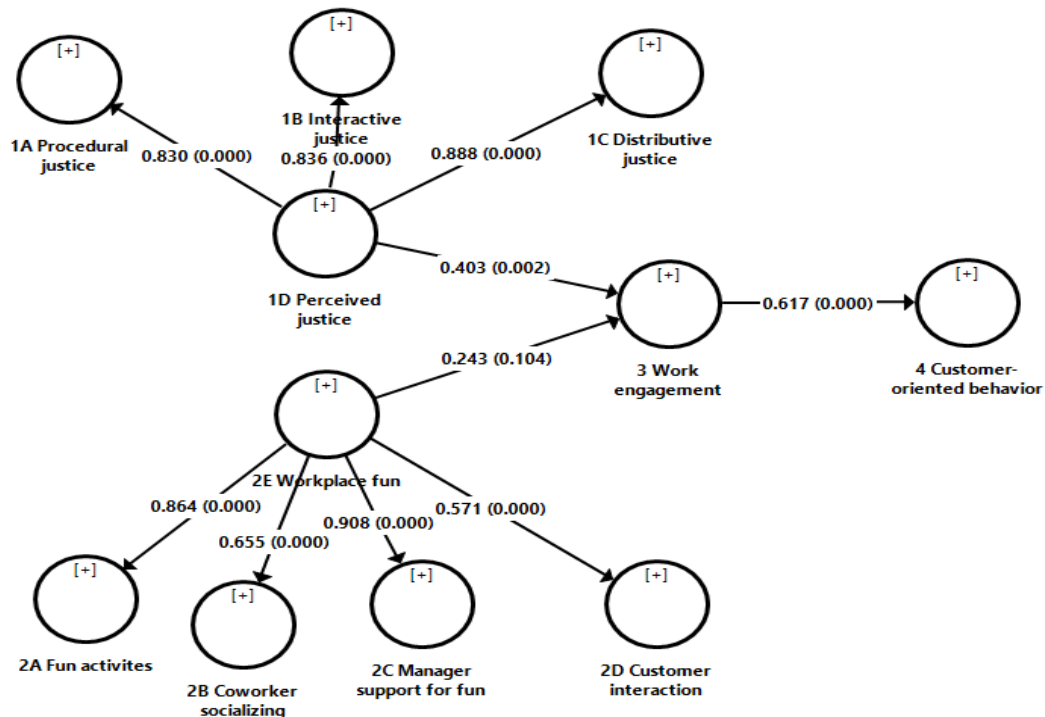 [+]
[+]
[+]
1A Procedural
justice
1B Interactive
justice
1C Distributive
justice
0.830 (0.000)
0.836 (0.000)
0.888 (0.000)
[+]
1D Perceived
justice
0.403 (0.002)
[+]
3 Work
engagement
0.617 (0.000)
[+]
4 Customer-
oriented behavior
0.243 (0.104)
[+]
2E Workplace fun
0.864 (0.000)
0.655 (0.000)
0.908 (0.000)
0.571 (0.000)
[+]
2A Fun activites
[+]
2B Coworker
socializing
[+]
2C Manager
support for fun
[+]
2D Customer
interaction